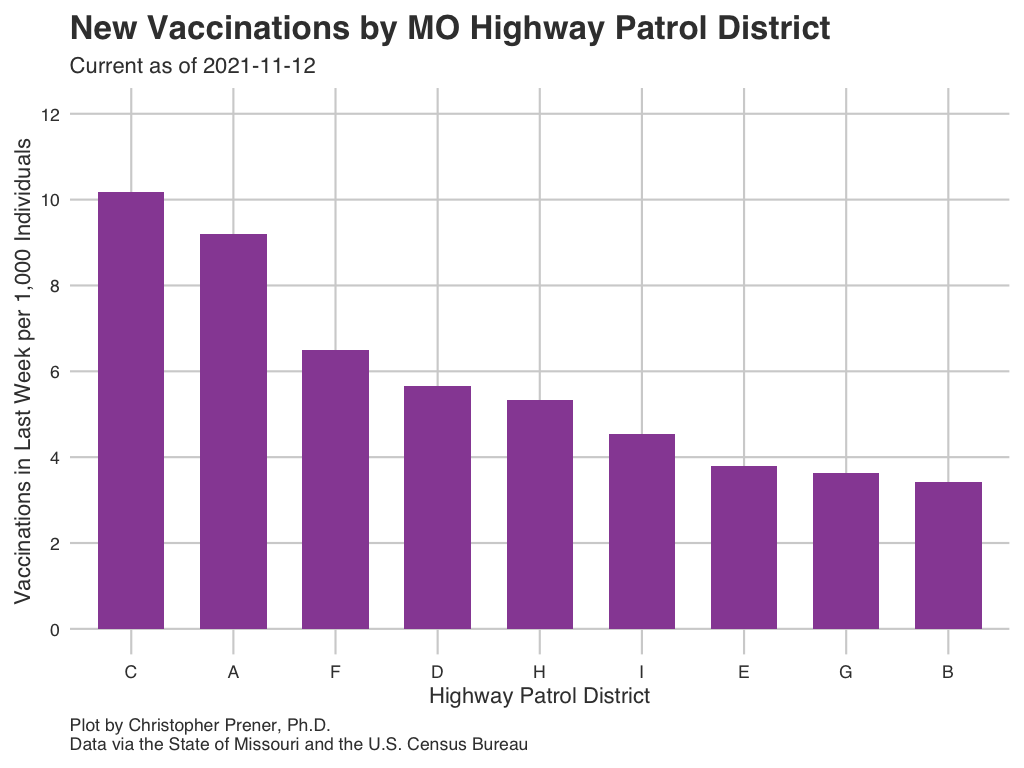 New Vaccinations by MO Highway Patrol District
Current as of 2021-11-12
Vaccinations in Last Week per 1,000 Individuals
12
10
8
6
4
2
0
C A F D H I E G B
Highway Patrol District
Plot by Christopher Prener, Ph.D.
Data via the State of Missouri and the U.S. Census Bureau